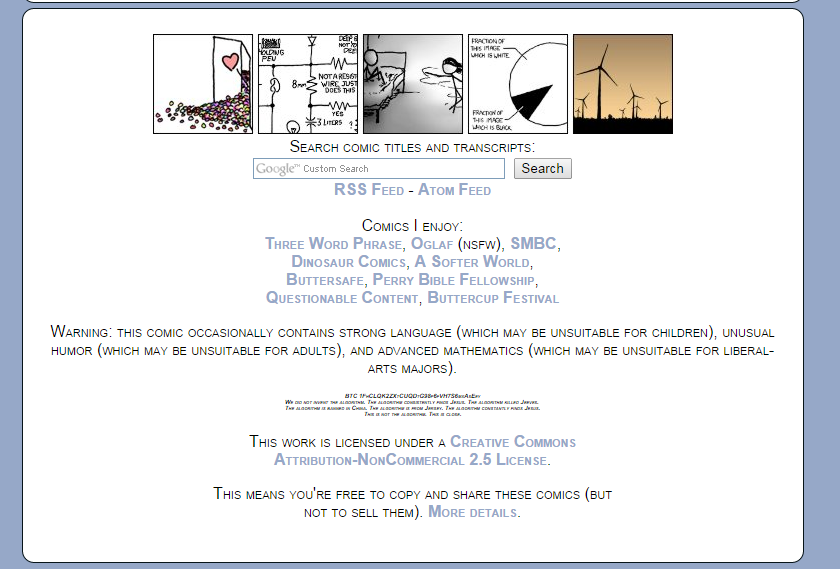 HOLDING
PEN
DEEP
NOT TO
8mm
NOT A RESIST
WIRE JUST
DOES THIS
YES
3 LITERS
FRACTION OF
THIS IMAGE
WHICH IS WHITE
FRACTION OF
THIS IMAGE
WHICH IS BLACK
Search comic titles and transcripts:
Google™ Custom Search Search
RSS Feed - Atom Feed
Comics I enjoy:
Three Word Phrase, Oglaf (nsfw), SMBC,
Dinosaur Comics, A Softer World,
Buttersafe, Perry Bible Fellowship,
Questionable Content, Buttercup Festival
Warning: this comic occasionally contains strong language (which may be unsuitable for children), unusual
humor (which may be unsuitable for adults), and advanced mathematics (which may be unsuitable for liberal-
arts majors).
BTC
We did not invent the algorithm. The algorithm consistently finds Jesus. The algorithm killed Jeeves.
The algorithm is banned in China. The algorithm is from Jersey. The algorithm constantly finds Jesus.
This is not the algorithm. This is close.
This work is licensed under a Creative Commons
Attribution-NonCommercial 2.5 License.
This means you're free to copy and share these comics (but
not to sell them). More details.